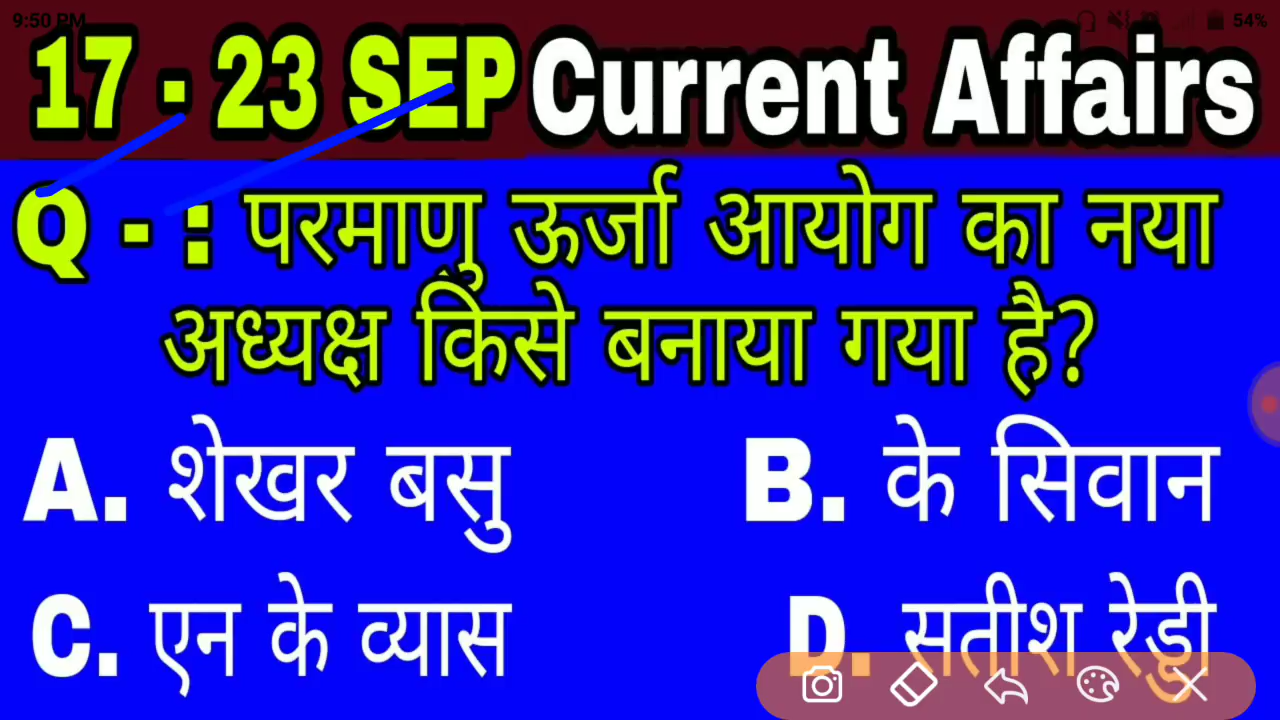 9:50 PM 54%
17 - 23 SEP Current Affairs
Q - : परमाणु ऊर्जा आयोग का नया
अध्यक्ष किसे बनाया गया है?
A. शेखर बसु B. के सिवान
C. एन के व्यास D. सतीश रेड्डी